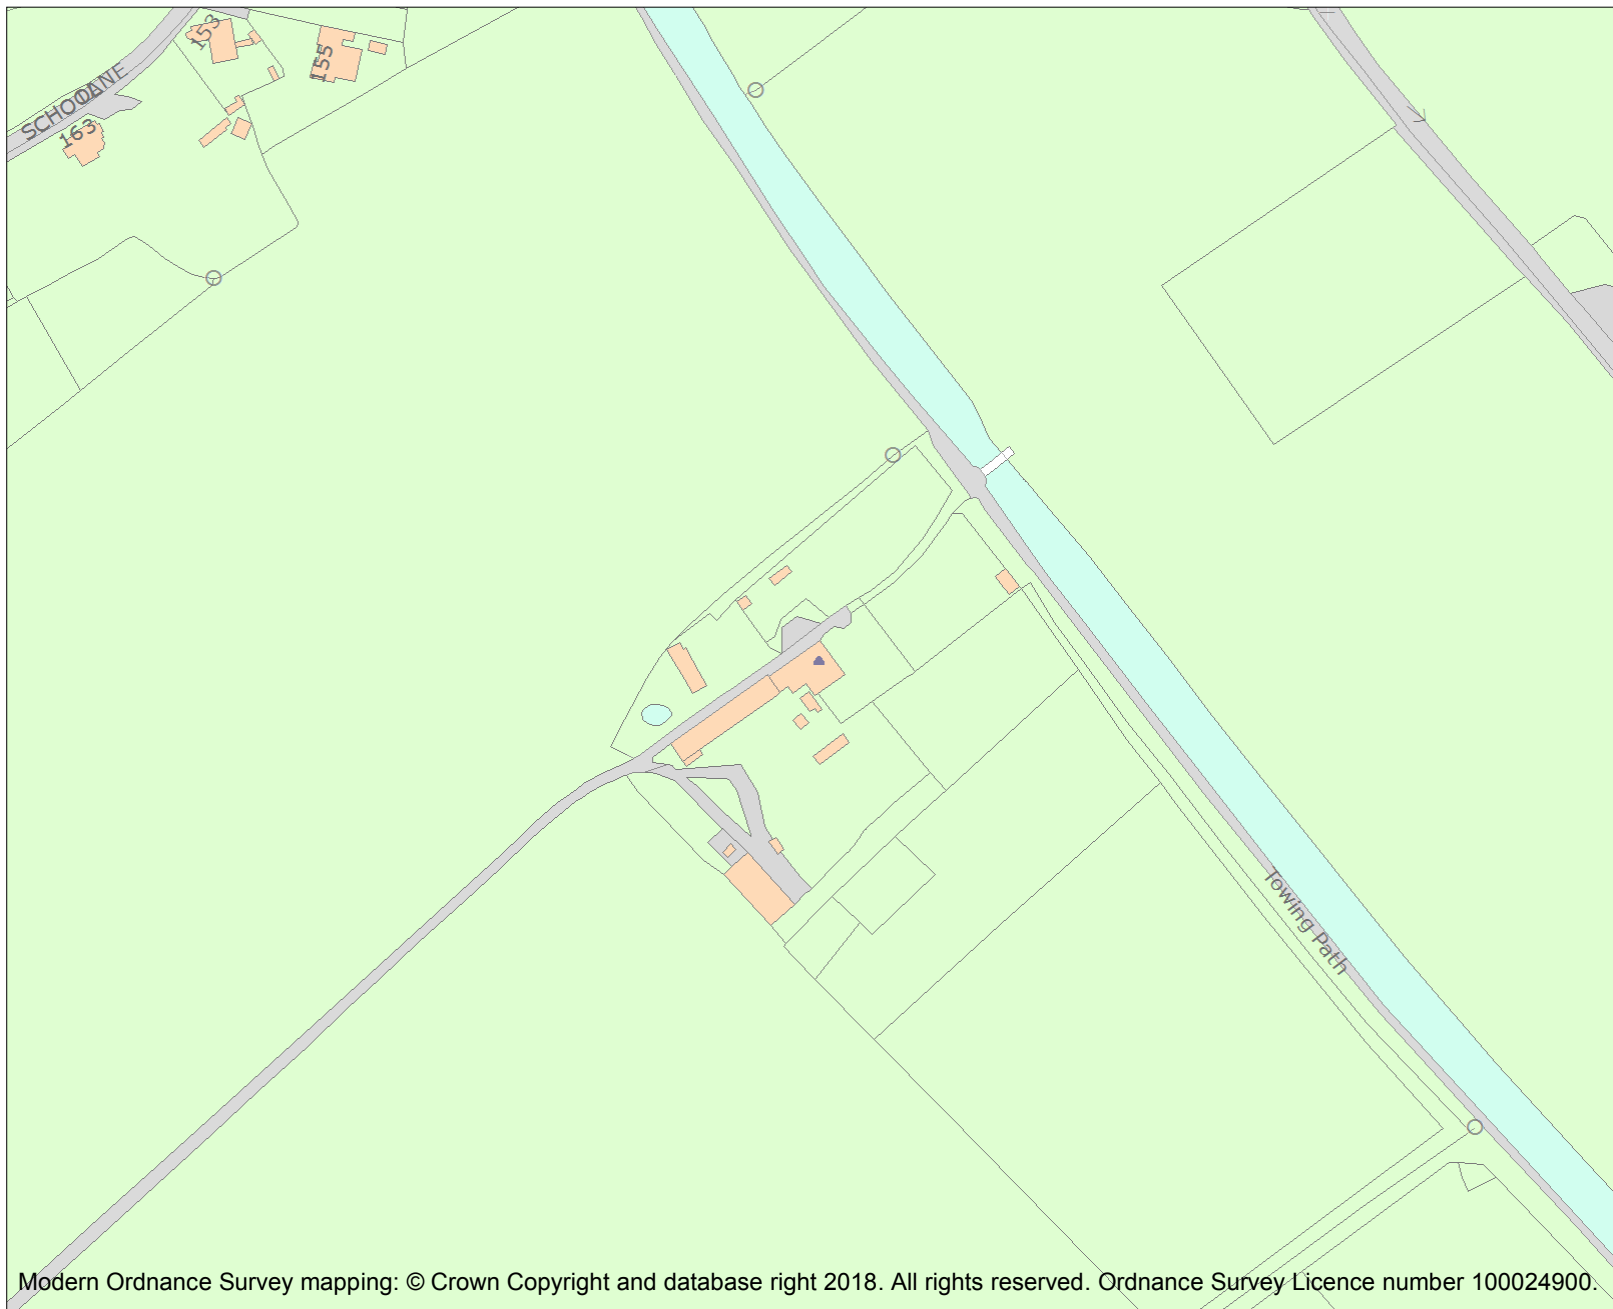 153
155
SCHOOL LANE
163
Towing Path
Modern Ordnance Survey mapping: © Crown Copyright and database right 2018. All rights reserved. Ordnance Survey Licence number 100024900.